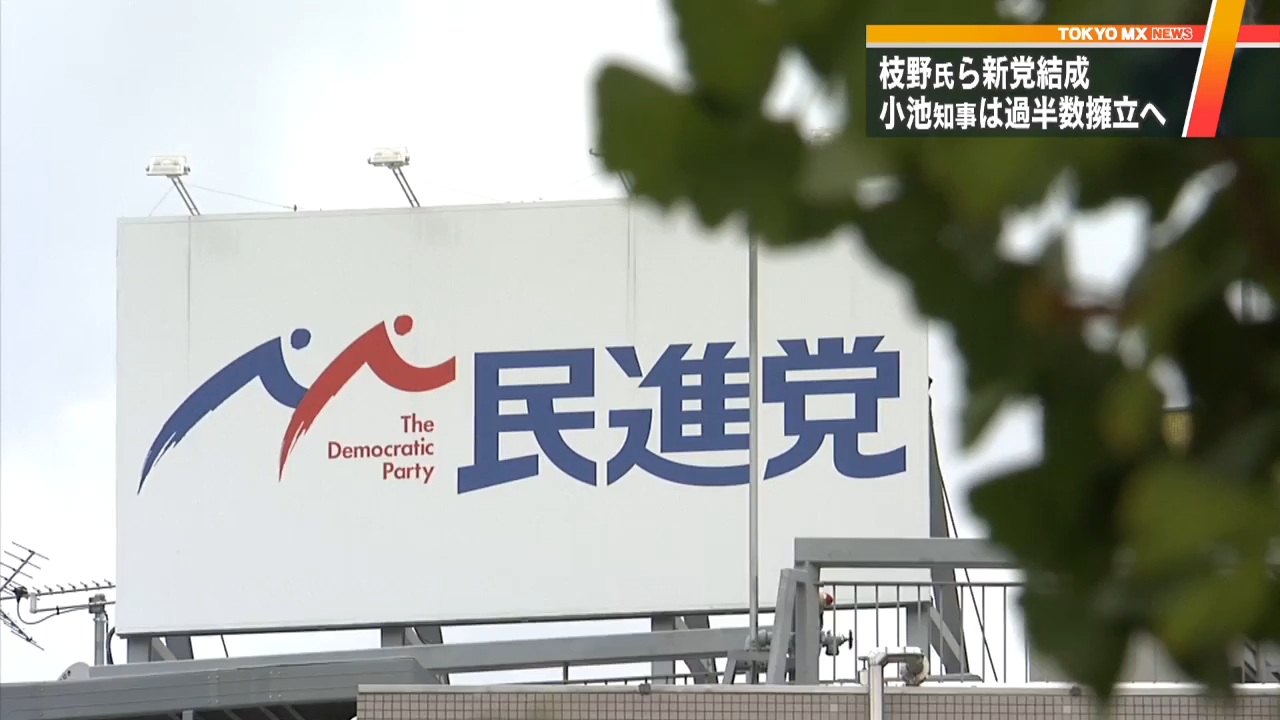 TOKYO MX NEWS
枝野氏ら新党結成
小池知事は過半数擁立へ
The
Democratic
Party
民進党